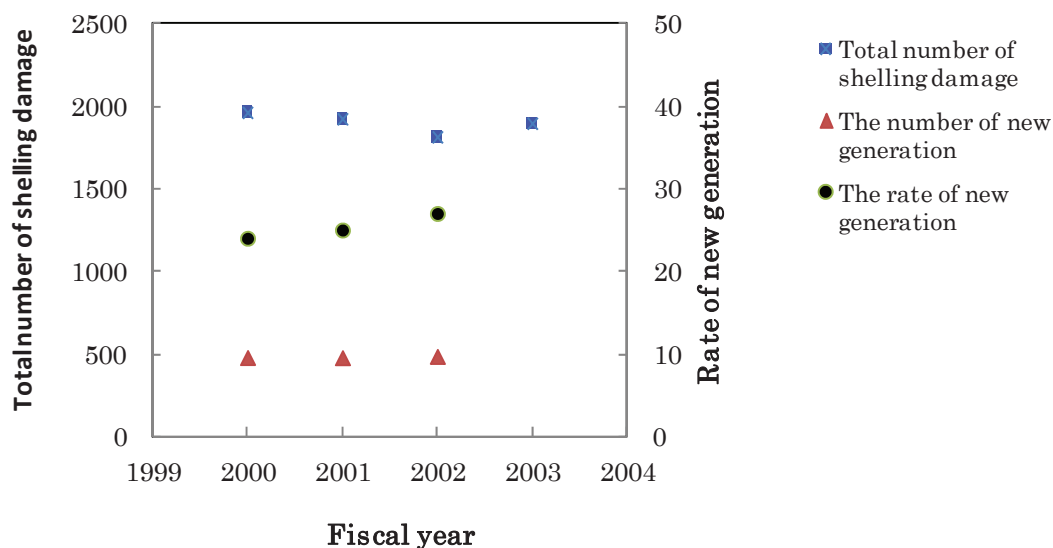 2500
2000
1500
1000
500
0
Total number of shelling damage
50
40
30
20
10
0
Rate of new generation
1999 2000 2001 2002 2003 2004
Fiscal year
Total number of
shelling damage
The number of new
generation
The rate of new
generation